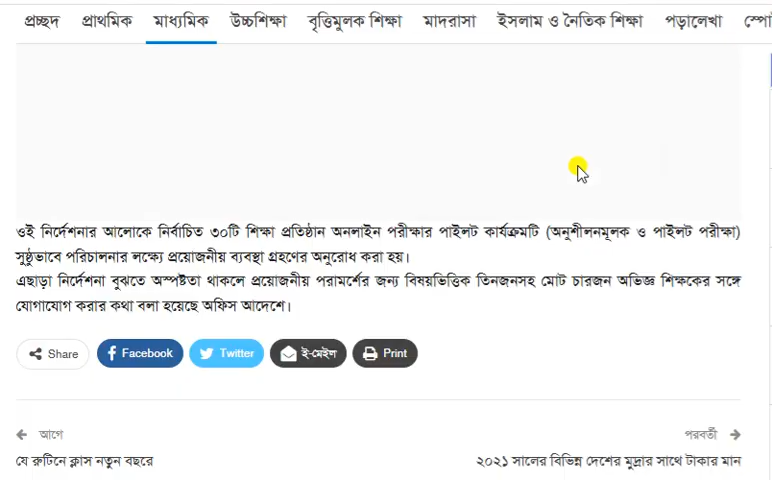 প্রচ্ছদ প্রাথমিক মাধ্যমিক উচ্চশিক্ষা বৃত্তিমুলক শিক্ষা মাদরাসা ইসলাম ও নৈতিক শিক্ষা পড়ালেখা
ওই নির্দেশনার আলোকে নির্বাচিত ৩০টি শিক্ষা প্রতিষ্ঠান অনলাইন পরীক্ষার পাইলট কার্যক্রমটি (অনুশীলনমূলক ও পাইলট পরীক্ষা)
সুষ্ঠুভাবে পরিচালনার লক্ষ্যে প্রয়োজনীয় ব্যবস্থা গ্রহণের অনুরোধ করা হয়।
এছাড়া নির্দেশনা বুঝতে অস্পষ্টতা থাকলে প্রয়োজনীয় পরামর্শের জন্য বিষয়ভিত্তিক তিনজনসহ মোট চারজন অভিজ্ঞ শিক্ষকের সঙ্গে
যোগাযোগ করার কথা বলা হয়েছে অফিস আদেশে।
Share Facebook Twitter ই-মেইল Print
আগে পরবর্তী
যে রুটিনে ক্লাস নতুন বছরে ২০২১ সালের বিভিন্ন দেশের মুদ্রার সাথে টাকার মান